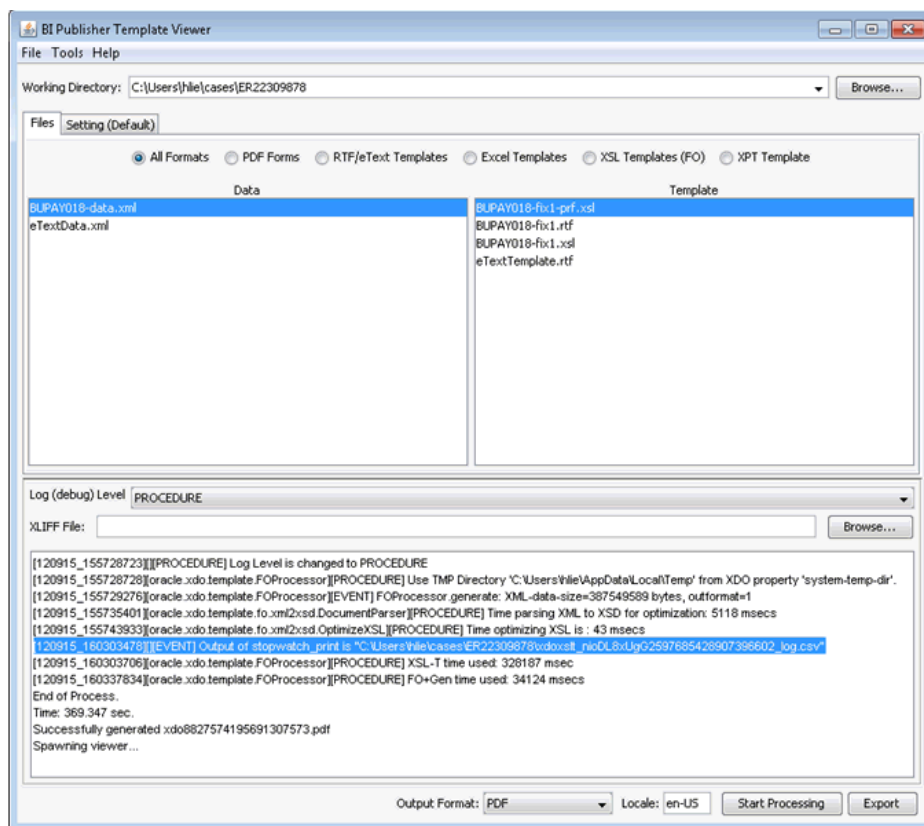 BI Publisher Template Viewer
File Tools Help
Working Directory: C:\Users\hlie\cases\ER22309878 Browse...
Files Setting (Default)
All Formats PDF Forms RTF/eText Templates Excel Templates XSL Templates (FO) XPT Template
Data Template
BUPAY018-data.xml BUPAY018-fix1-prf.xsl
eTextData.xml BUPAY018-fix1.rtf
BUPAY018-fix1.xsl
eTextTemplate.rtf
Log (debug) Level PROCEDURE
XLIFF File: Browse...
[120915_155728723][][PROCEDURE] Log Level is changed to PROCEDURE
[120915_155728728][oracle.xdo.template.FOProcessor][PROCEDURE] Use TMP Directory 'C:\Users\hlie\AppData\Local\Temp' from XDO property 'system-temp-dir'.
[120915_155729276][oracle.xdo.template.FOProcessor][EVENT] FOProcessor.generate: XML-data-size=387549589 bytes, outformat=1
[120915_155735401][oracle.xdo.template.fo.xml2xsd.DocumentParser][PROCEDURE] Time parsing XML to XSD for optimization: 5118 msecs
[120915_155743933][oracle.xdo.template.fo.xml2xsd.OptimizeXSL][PROCEDURE] Time optimizing XSL is : 43 msecs
[120915_160303478][][EVENT] Output of stopwatch_print is "C:\Users\hlie\cases\ER22309878\xdoxslt_nioDL8xUgG2597685428907396602_log.csv"
[120915_160303706][oracle.xdo.template.FOProcessor][PROCEDURE] XSL-T time used: 328187 msec
[120915_160337834][oracle.xdo.template.FOProcessor][PROCEDURE] FO+Gen time used: 34124 msecs
End of Process.
Time: 369.347 sec.
Successfully generated xdo8827574195691307573.pdf
Spawning viewer...
Output Format: PDF Locale: en-US Start Processing Export